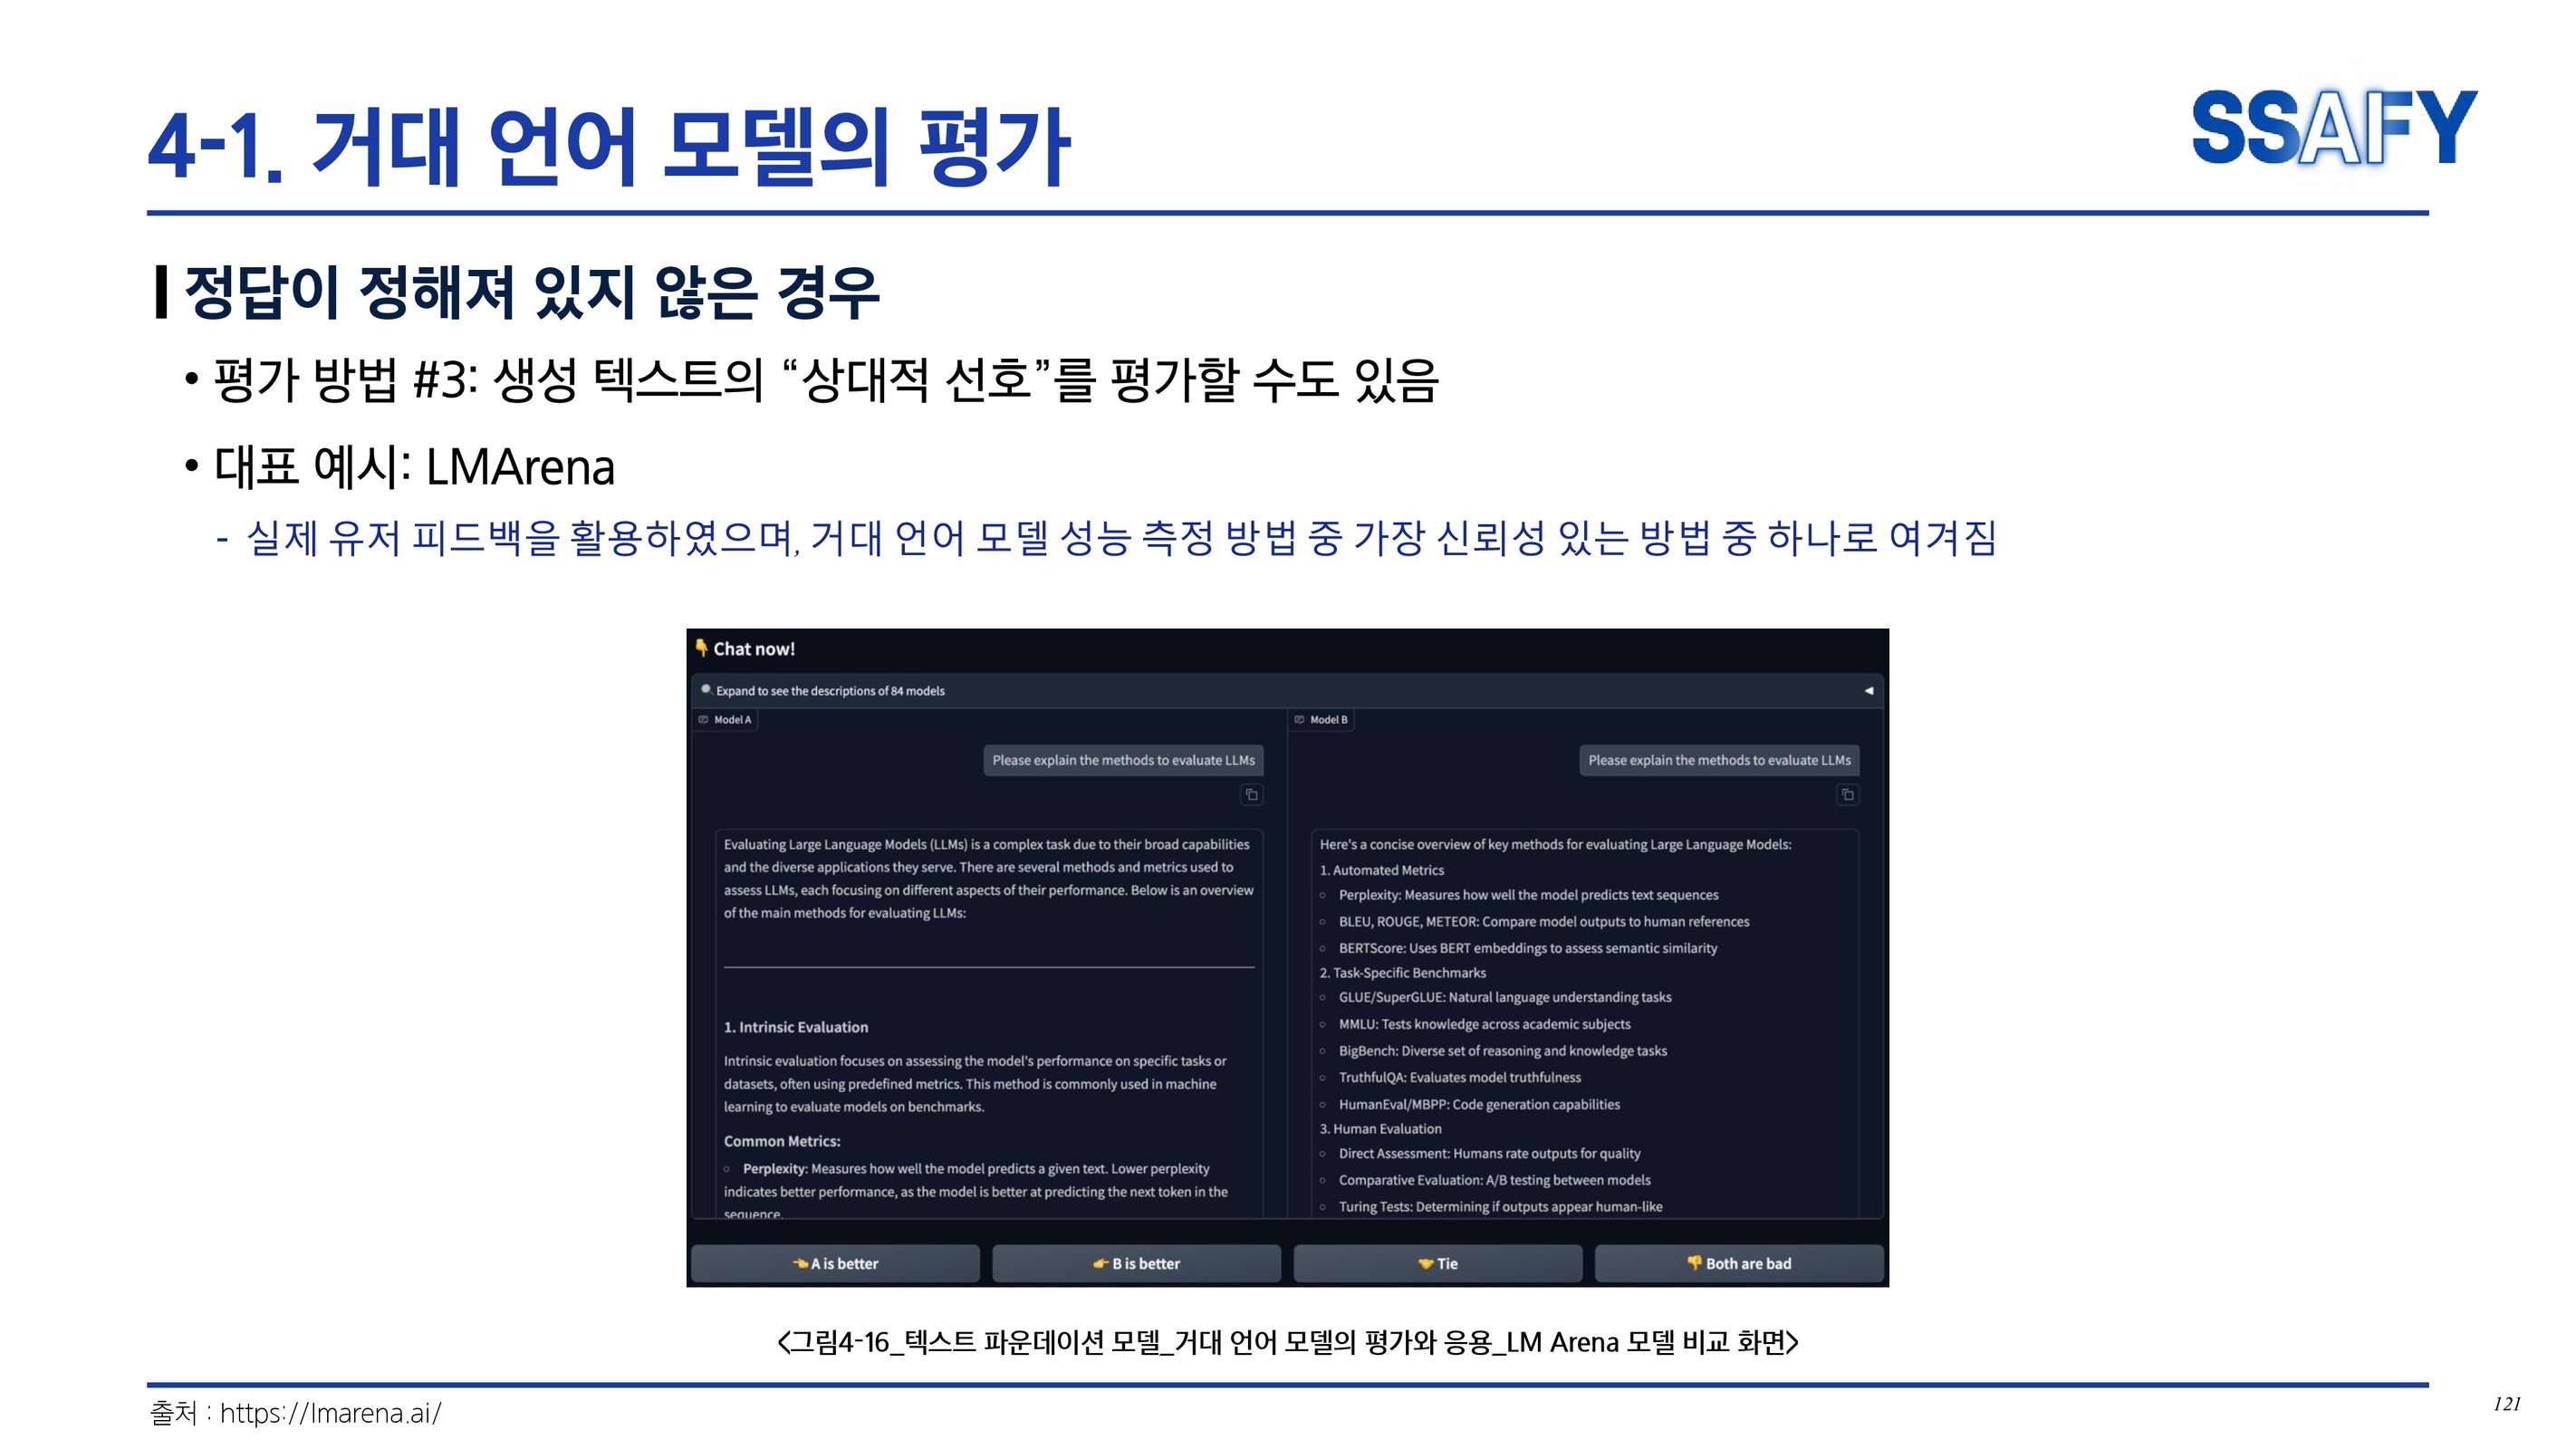 4-1. 거대 언어 모델의 평가
SSAFY
정답이 정해져 있지 않은 경우
• 평가 방법 #3: 생성 텍스트의 “상대적 선호”를 평가할 수도 있음
• 대표 예시: LMArena
- 실제 유저 피드백을 활용하였으며, 거대 언어 모델 성능 측정 방법 중 가장 신뢰성 있는 방법 중 하나로 여겨짐
👇 Chat now!
🔍 Expand to see the descriptions of 84 models
Model A
Please explain the methods to evaluate LLMs
Evaluating Large Language Models (LLMs) is a complex task due to their broad capabilities
and the diverse applications they serve. There are several methods and metrics used to
assess LLMs, each focusing on different aspects of their performance. Below is an overview
of the main methods for evaluating LLMs:
1. Intrinsic Evaluation
Intrinsic evaluation focuses on assessing the model's performance on specific tasks or
datasets, often using predefined metrics. This method is commonly used in machine
learning to evaluate models on benchmarks.
Common Metrics:
○ Perplexity: Measures how well the model predicts a given text. Lower perplexity
indicates better performance, as the model is better at predicting the next token in the
sequence.
Model B
Please explain the methods to evaluate LLMs
Here's a concise overview of key methods for evaluating Large Language Models:
1. Automated Metrics
○ Perplexity: Measures how well the model predicts text sequences
○ BLEU, ROUGE, METEOR: Compare model outputs to human references
○ BERTScore: Uses BERT embeddings to assess semantic similarity
2. Task-Specific Benchmarks
○ GLUE/SuperGLUE: Natural language understanding tasks
○ MMLU: Tests knowledge across academic subjects
○ BigBench: Diverse set of reasoning and knowledge tasks
○ TruthfulQA: Evaluates model truthfulness
○ HumanEval/MBPP: Code generation capabilities
3. Human Evaluation
○ Direct Assessment: Humans rate outputs for quality
○ Comparative Evaluation: A/B testing between models
○ Turing Tests: Determining if outputs appear human-like
👈 A is better
👉 B is better
🤝 Tie
👎 Both are bad
<그림4-16_텍스트 파운데이션 모델_거대 언어 모델의 평가와 응용_LM Arena 모델 비교 화면>
출처 : https://lmarena.ai/
121